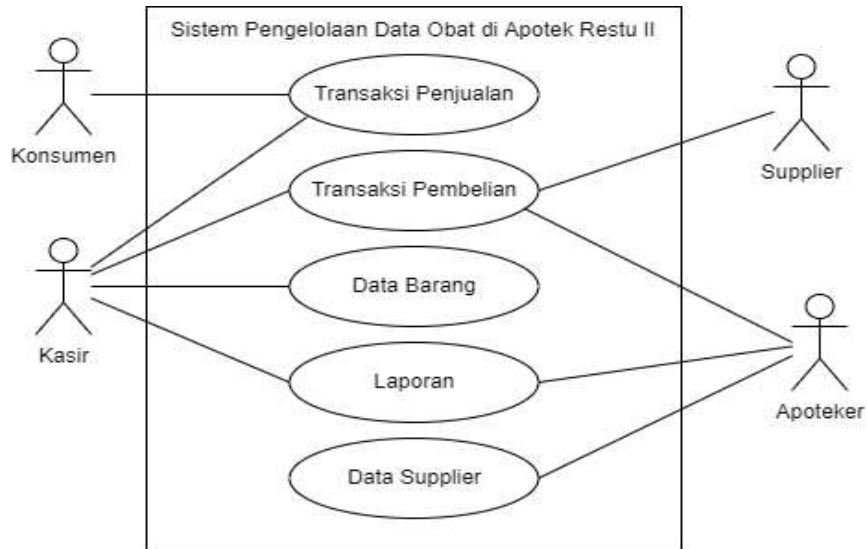 Sistem Pengelolaan Data Obat di Apotek Restu II
Transaksi Penjualan
Konsumen
Transaksi Pembelian
Supplier
Data Barang
Kasir
Laporan
Apoteker
Data Supplier